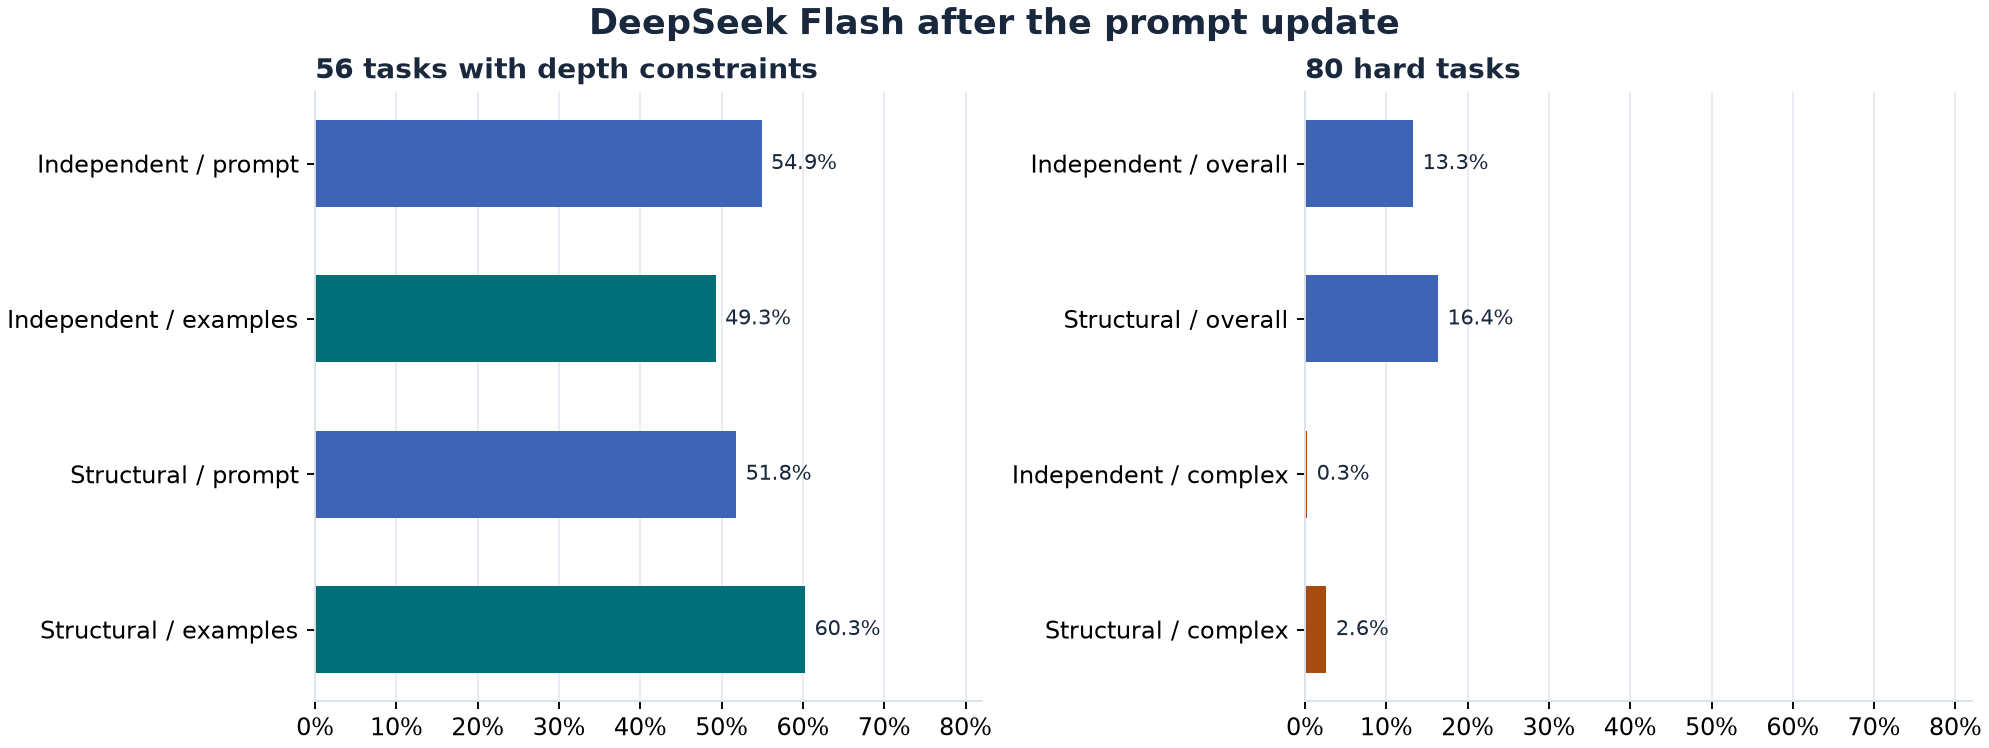 DeepSeek Flash after the prompt update
56 tasks with depth constraints
Independent / prompt
54.9%
Independent / examples
49.3%
Structural / prompt
51.8%
Structural / examples
60.3%
0% 10% 20% 30% 40% 50% 60% 70% 80%
80 hard tasks
Independent / overall
13.3%
Structural / overall
16.4%
Independent / complex
0.3%
Structural / complex
2.6%
0% 10% 20% 30% 40% 50% 60% 70% 80%